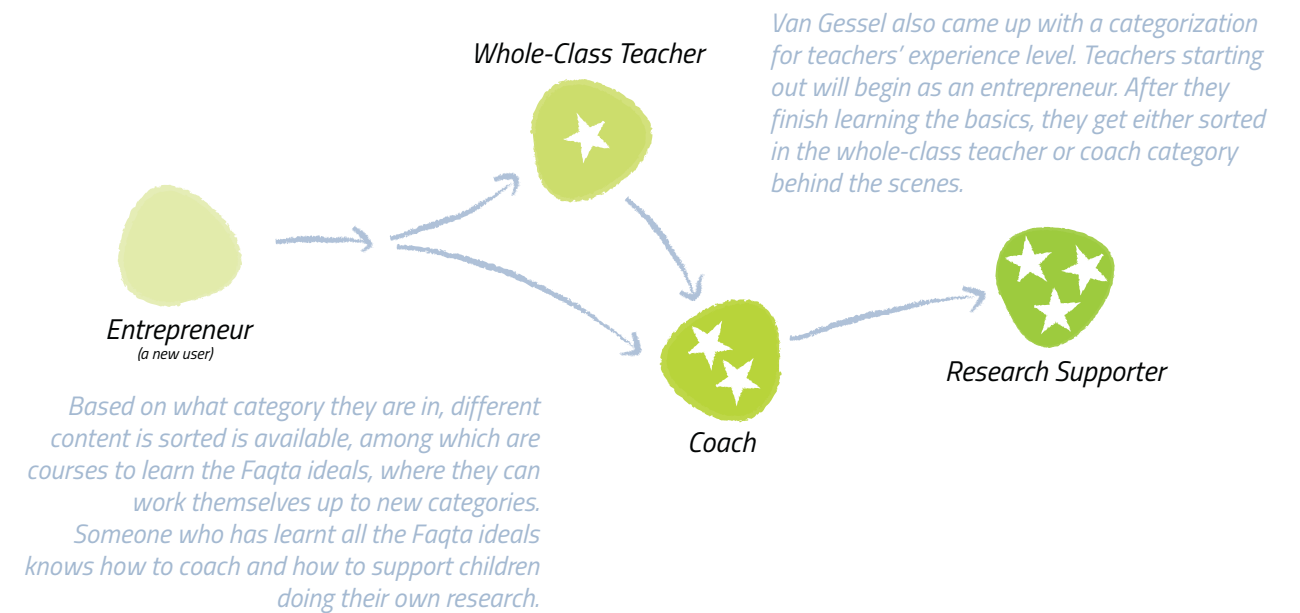 Whole-Class Teacher
Van Gessel also came up with a categorization
for teachers’ experience level. Teachers starting
out will begin as an entrepreneur. After they
finish learning the basics, they get either sorted
in the whole-class teacher or coach category
behind the scenes.
Entrepreneur
(a new user)
Research Supporter
Coach
Based on what category they are in, different
content is sorted is available, among which are
courses to learn the Faqta ideals, where they can
work themselves up to new categories.
Someone who has learnt all the Faqta ideals
knows how to coach and how to support children
doing their own research.